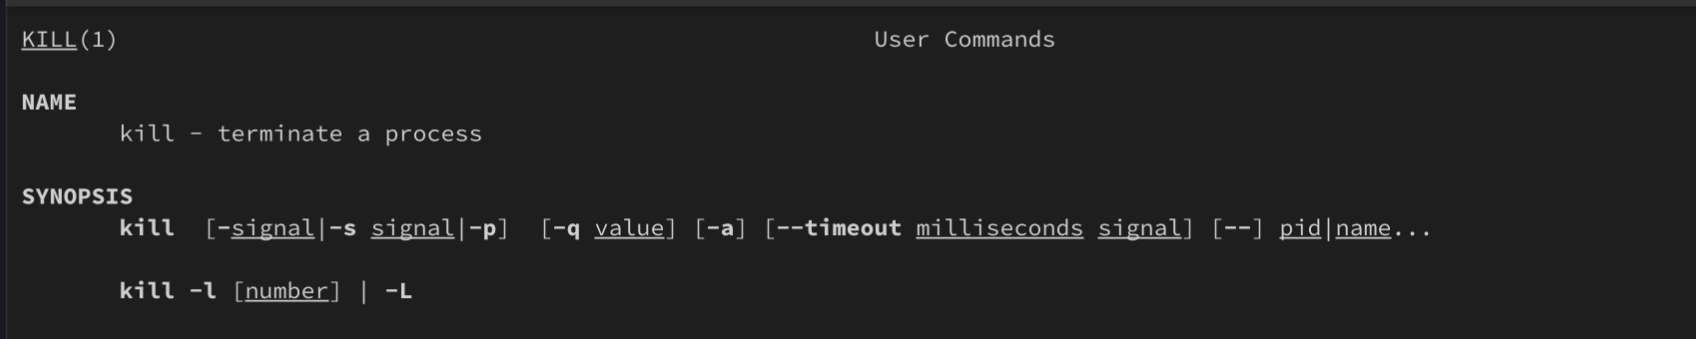 KILL(1) User Commands
NAME
kill - terminate a process
SYNOPSIS
kill [-signal|-s signal|-p] [-q value] [-a] [--timeout milliseconds signal] [--] pid|name...
kill -l [number] | -L